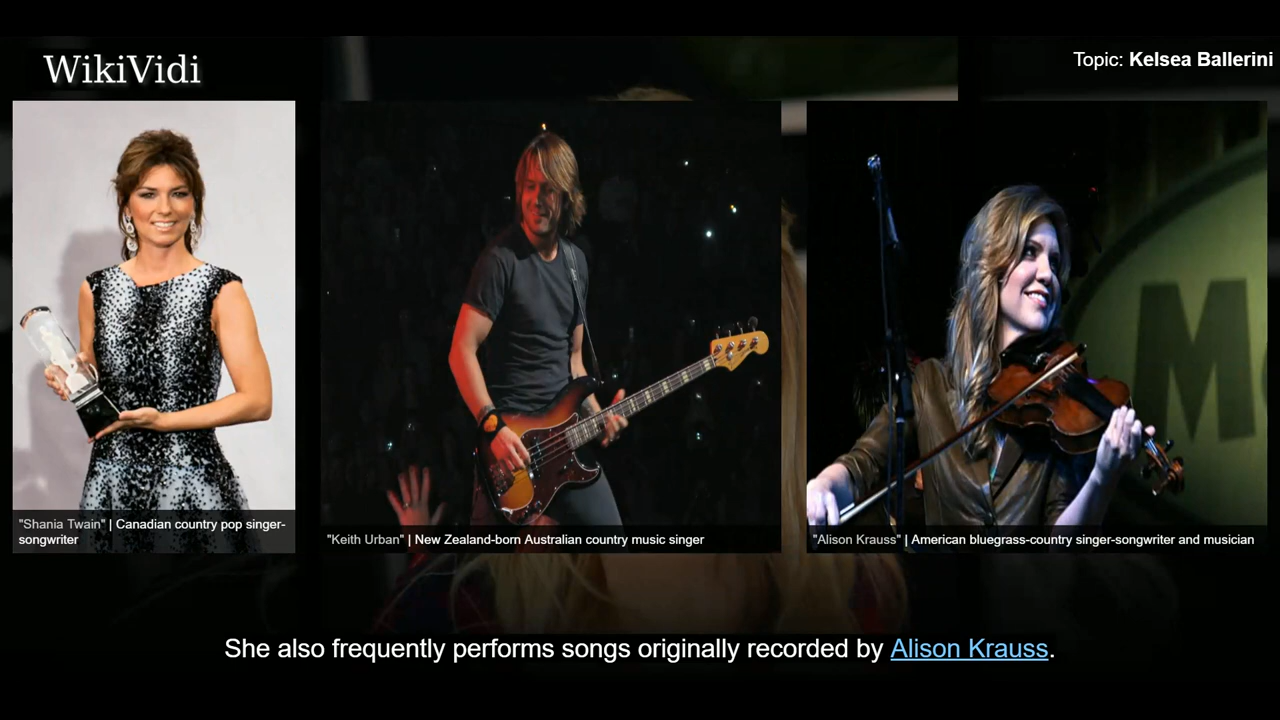 WikiVidi
Topic: Kelsea Ballerini
M
"Shania Twain" | Canadian country pop singer-
songwriter
"Keith Urban" | New Zealand-born Australian country music singer
"Alison Krauss" | American bluegrass-country singer-songwriter and musician
She also frequently performs songs originally recorded by Alison Krauss.